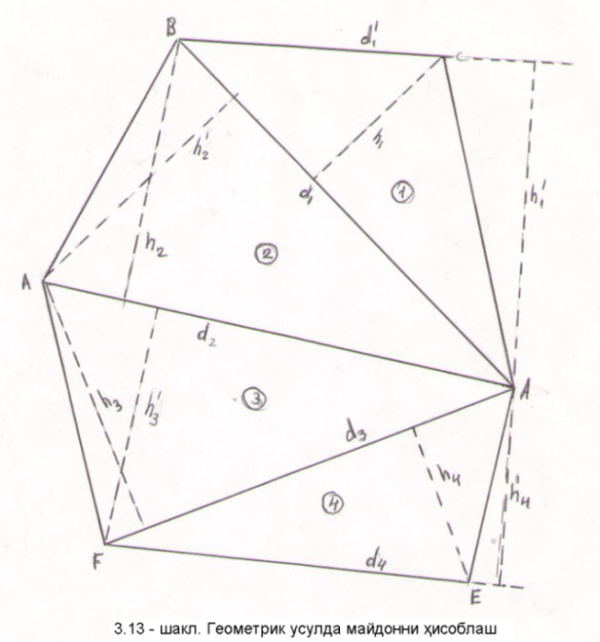 B
d₁'
C
h₂'
h₁
①
h₁'
d₁
h₂
②
A
d₂
A
h₃
h₃'
③
d₃
h₄
h₄'
④
F
d₄
E
3.13 - шакл. Геометрик усулда майдонни ҳисоблаш